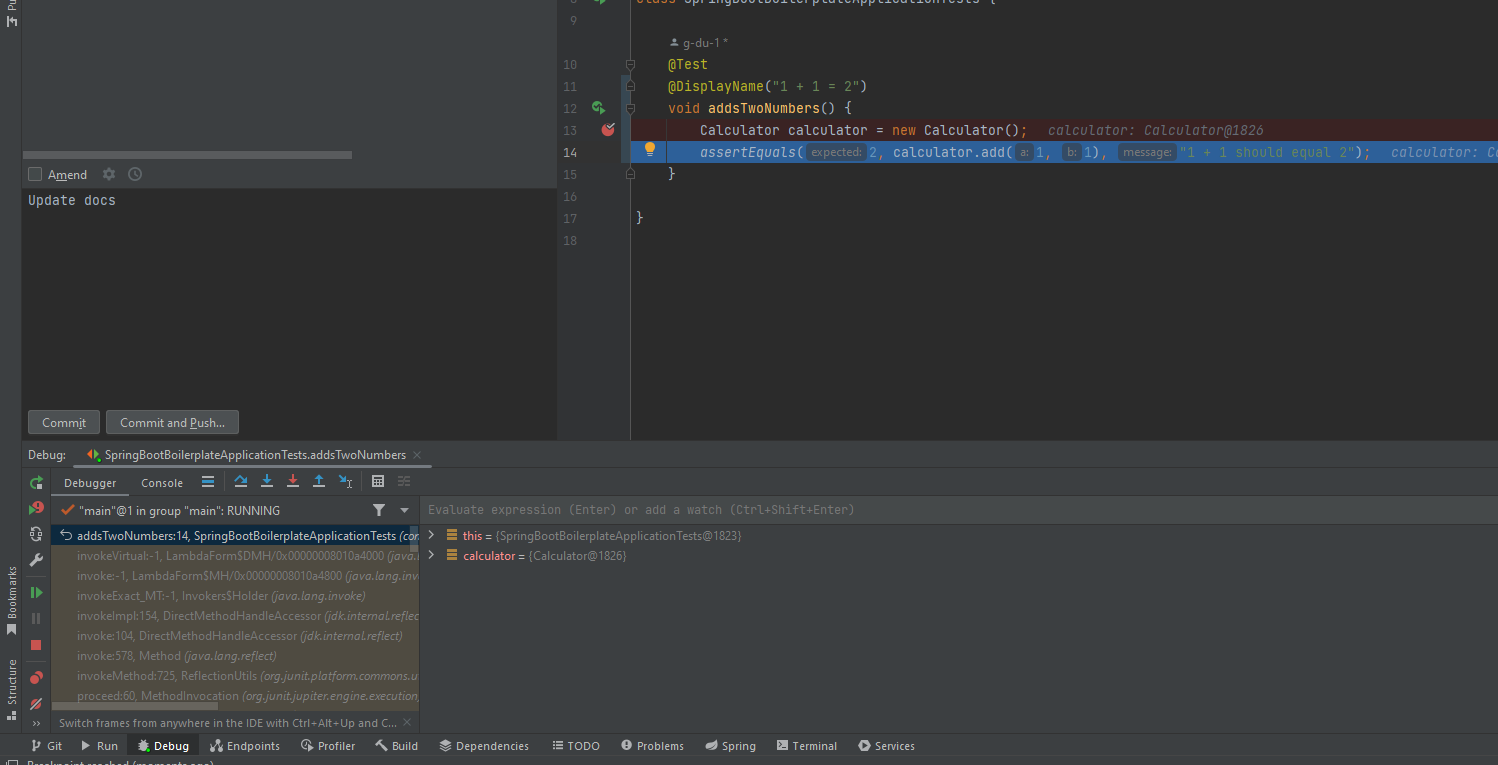 class SpringBootBoilerplateApplicationTests {
9
g-du-1 *
10 @Test
11 @DisplayName("1 + 1 = 2")
12 void addsTwoNumbers() {
13 Calculator calculator = new Calculator(); calculator: Calculator@1826
14 assertEquals( expected: 2, calculator.add( a: 1, b: 1), message: "1 + 1 should equal 2"); calculator: Ca
15 }
16
17 }
18
Amend
Update docs
Commit
Commit and Push...
Debug: SpringBootBoilerplateApplicationTests.addsTwoNumbers
Debugger Console
"main"@1 in group "main": RUNNING
addsTwoNumbers:14, SpringBootBoilerplateApplicationTests (com
invokeVirtual:-1, LambdaForm$DMH/0x00000008010a4000 (java.
invoke:-1, LambdaForm$MH/0x00000008010a4800 (java.lang.inv
invokeExact_MT:-1, Invokers$Holder (java.lang.invoke)
invokeImpl:154, DirectMethodHandleAccessor (jdk.internal.reflec
invoke:104, DirectMethodHandleAccessor (jdk.internal.reflect)
invoke:578, Method (java.lang.reflect)
invokeMethod:725, ReflectionUtils (org.junit.platform.commons.u
proceed:60, MethodInvocation (org.junit.jupiter.engine.execution
Switch frames from anywhere in the IDE with Ctrl+Alt+Up and C...
Evaluate expression (Enter) or add a watch (Ctrl+Shift+Enter)
this = {SpringBootBoilerplateApplicationTests@1823}
calculator = {Calculator@1826}
Bookmarks
Structure
Git Run Debug Endpoints Profiler Build Dependencies TODO Problems Spring Terminal Services
Breakpoint reached (moments ago)